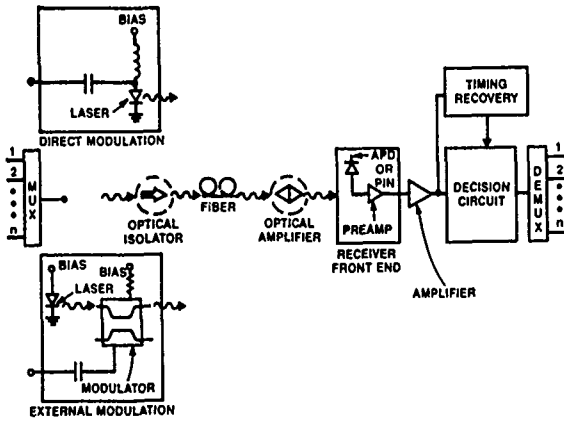 BIAS
LASER
DIRECT MODULATION
1
2
n
MUX
OPTICAL
ISOLATOR
FIBER
OPTICAL
AMPLIFIER
APD
OR
PIN
PREAMP
RECEIVER
FRONT END
AMPLIFIER
TIMING
RECOVERY
DECISION
CIRCUIT
DEMUX
1
2
n
BIAS
LASER
BIAS
MODULATOR
EXTERNAL MODULATION